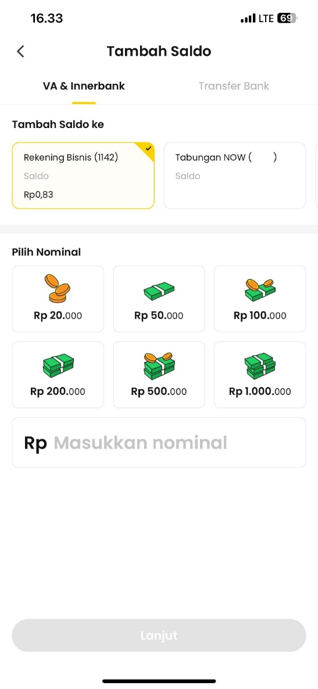 16.33
LTE 69
Tambah Saldo
VA & Innerbank
Transfer Bank
Tambah Saldo ke
Rekening Bisnis (1142)
Saldo
Rp0,83
Tabungan NOW ( )
Saldo
Pilih Nominal
Rp 20.000
Rp 50.000
Rp 100.000
Rp 200.000
Rp 500.000
Rp 1.000.000
Rp Masukkan nominal
Lanjut